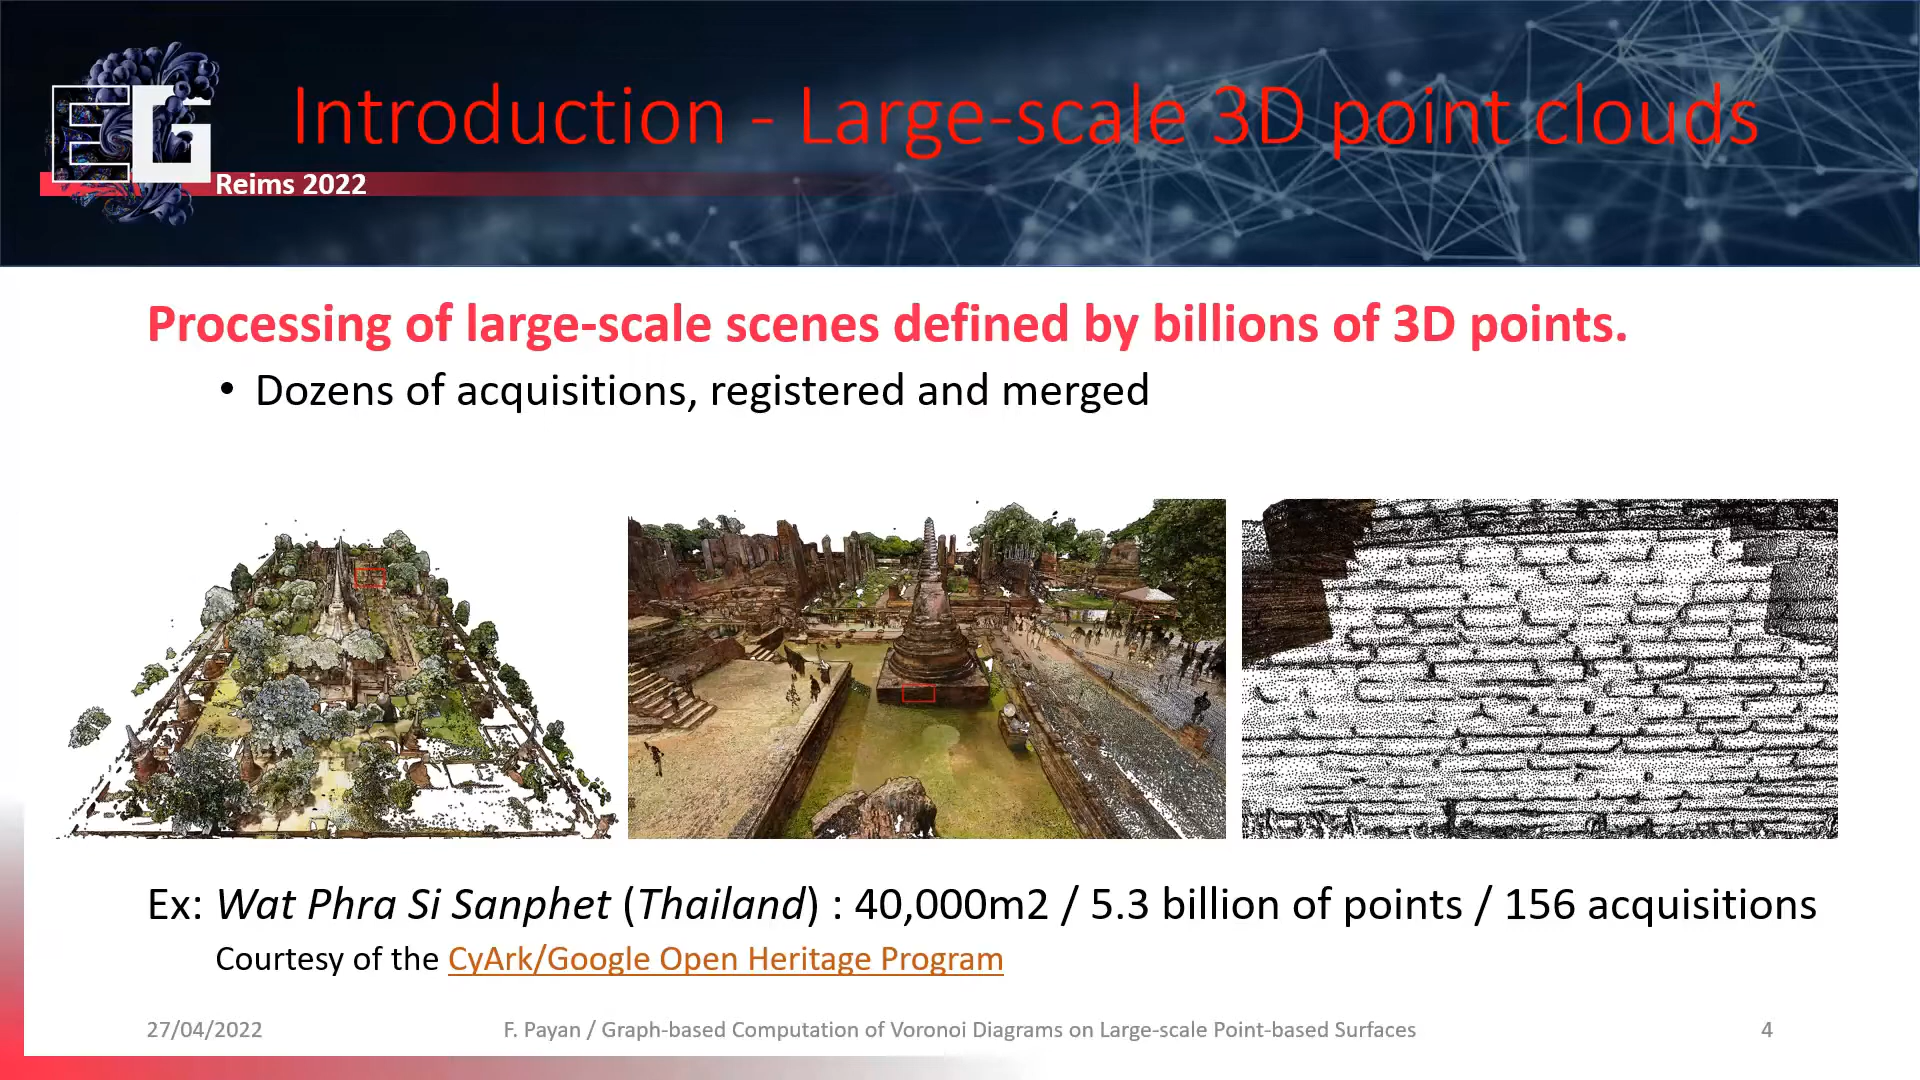 EG
Introduction - Large-scale 3D point clouds
Reims 2022
Processing of large-scale scenes defined by billions of 3D points.
• Dozens of acquisitions, registered and merged
Ex: Wat Phra Si Sanphet (Thailand) : 40,000m2 / 5.3 billion of points / 156 acquisitions
Courtesy of the CyArk/Google Open Heritage Program
27/04/2022
F. Payan / Graph-based Computation of Voronoi Diagrams on Large-scale Point-based Surfaces
4